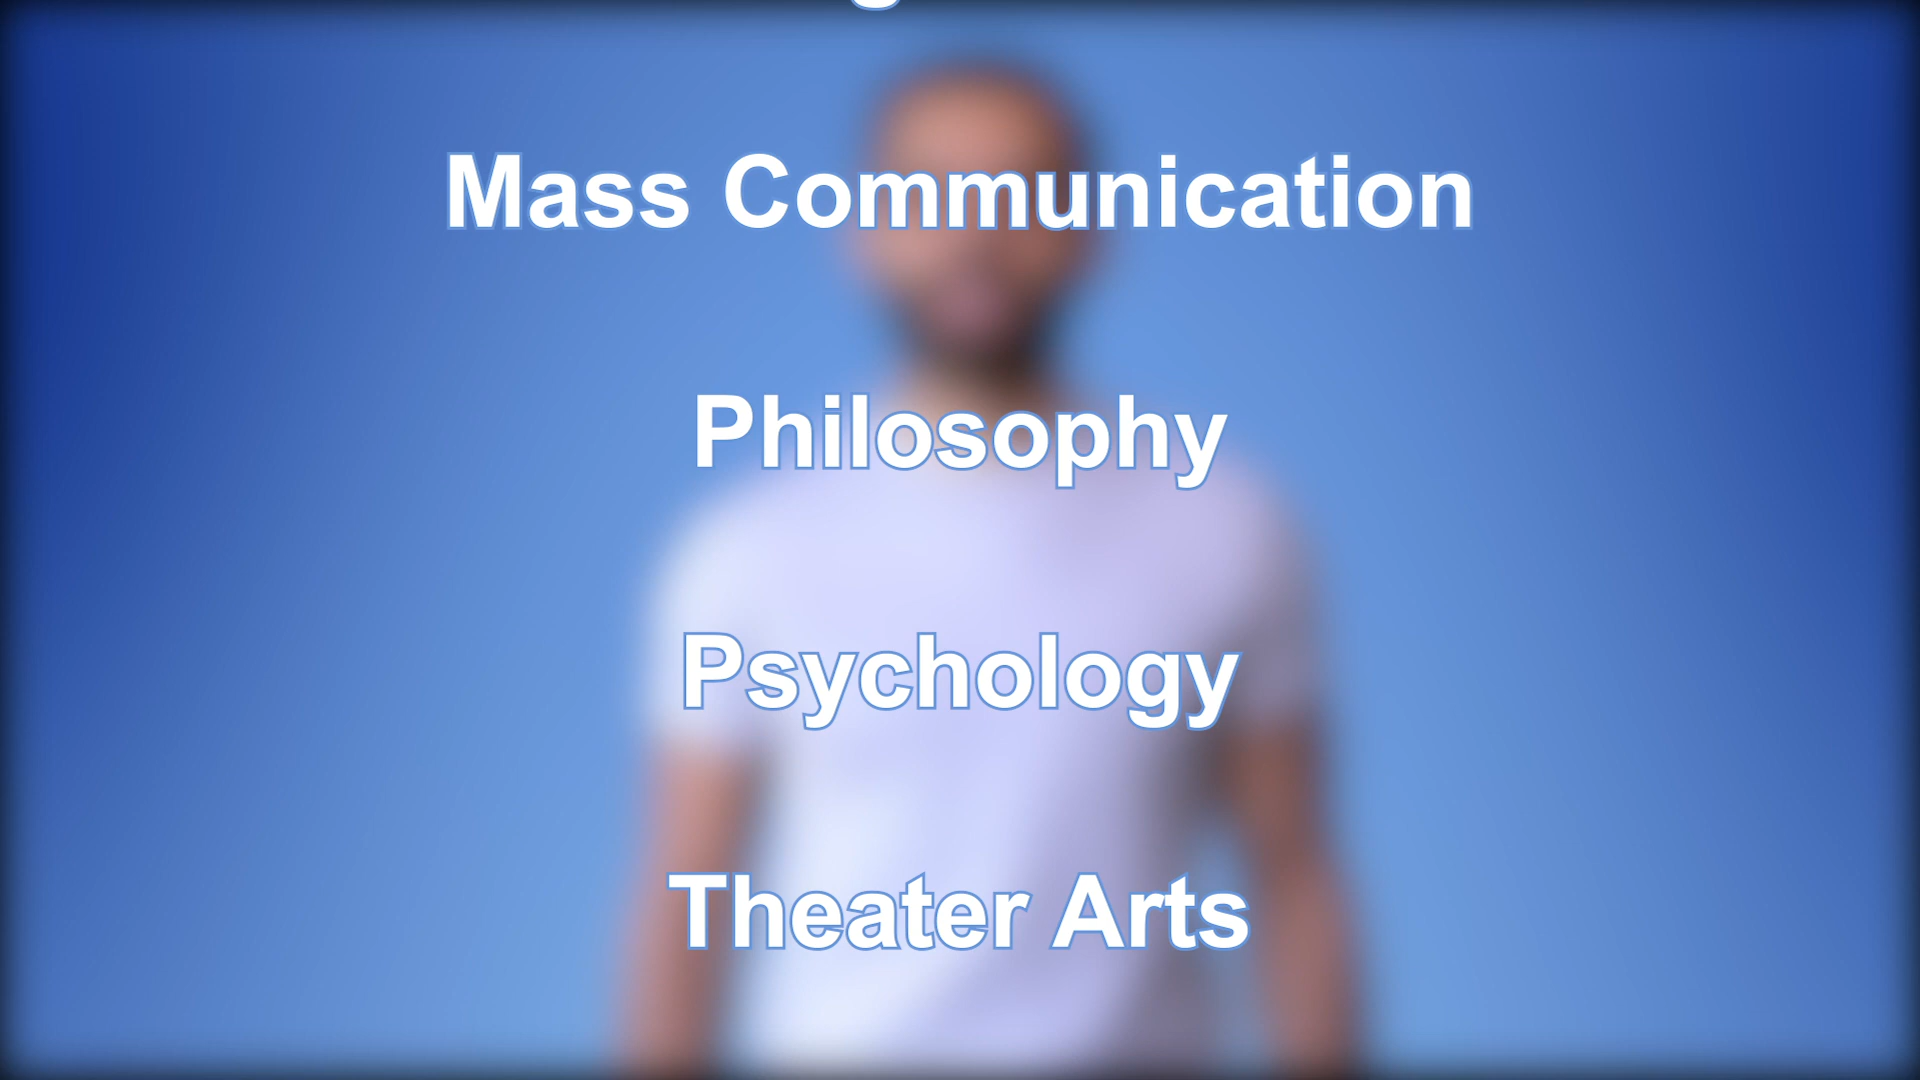 Mass Communication
Philosophy
Psychology
Theater Arts